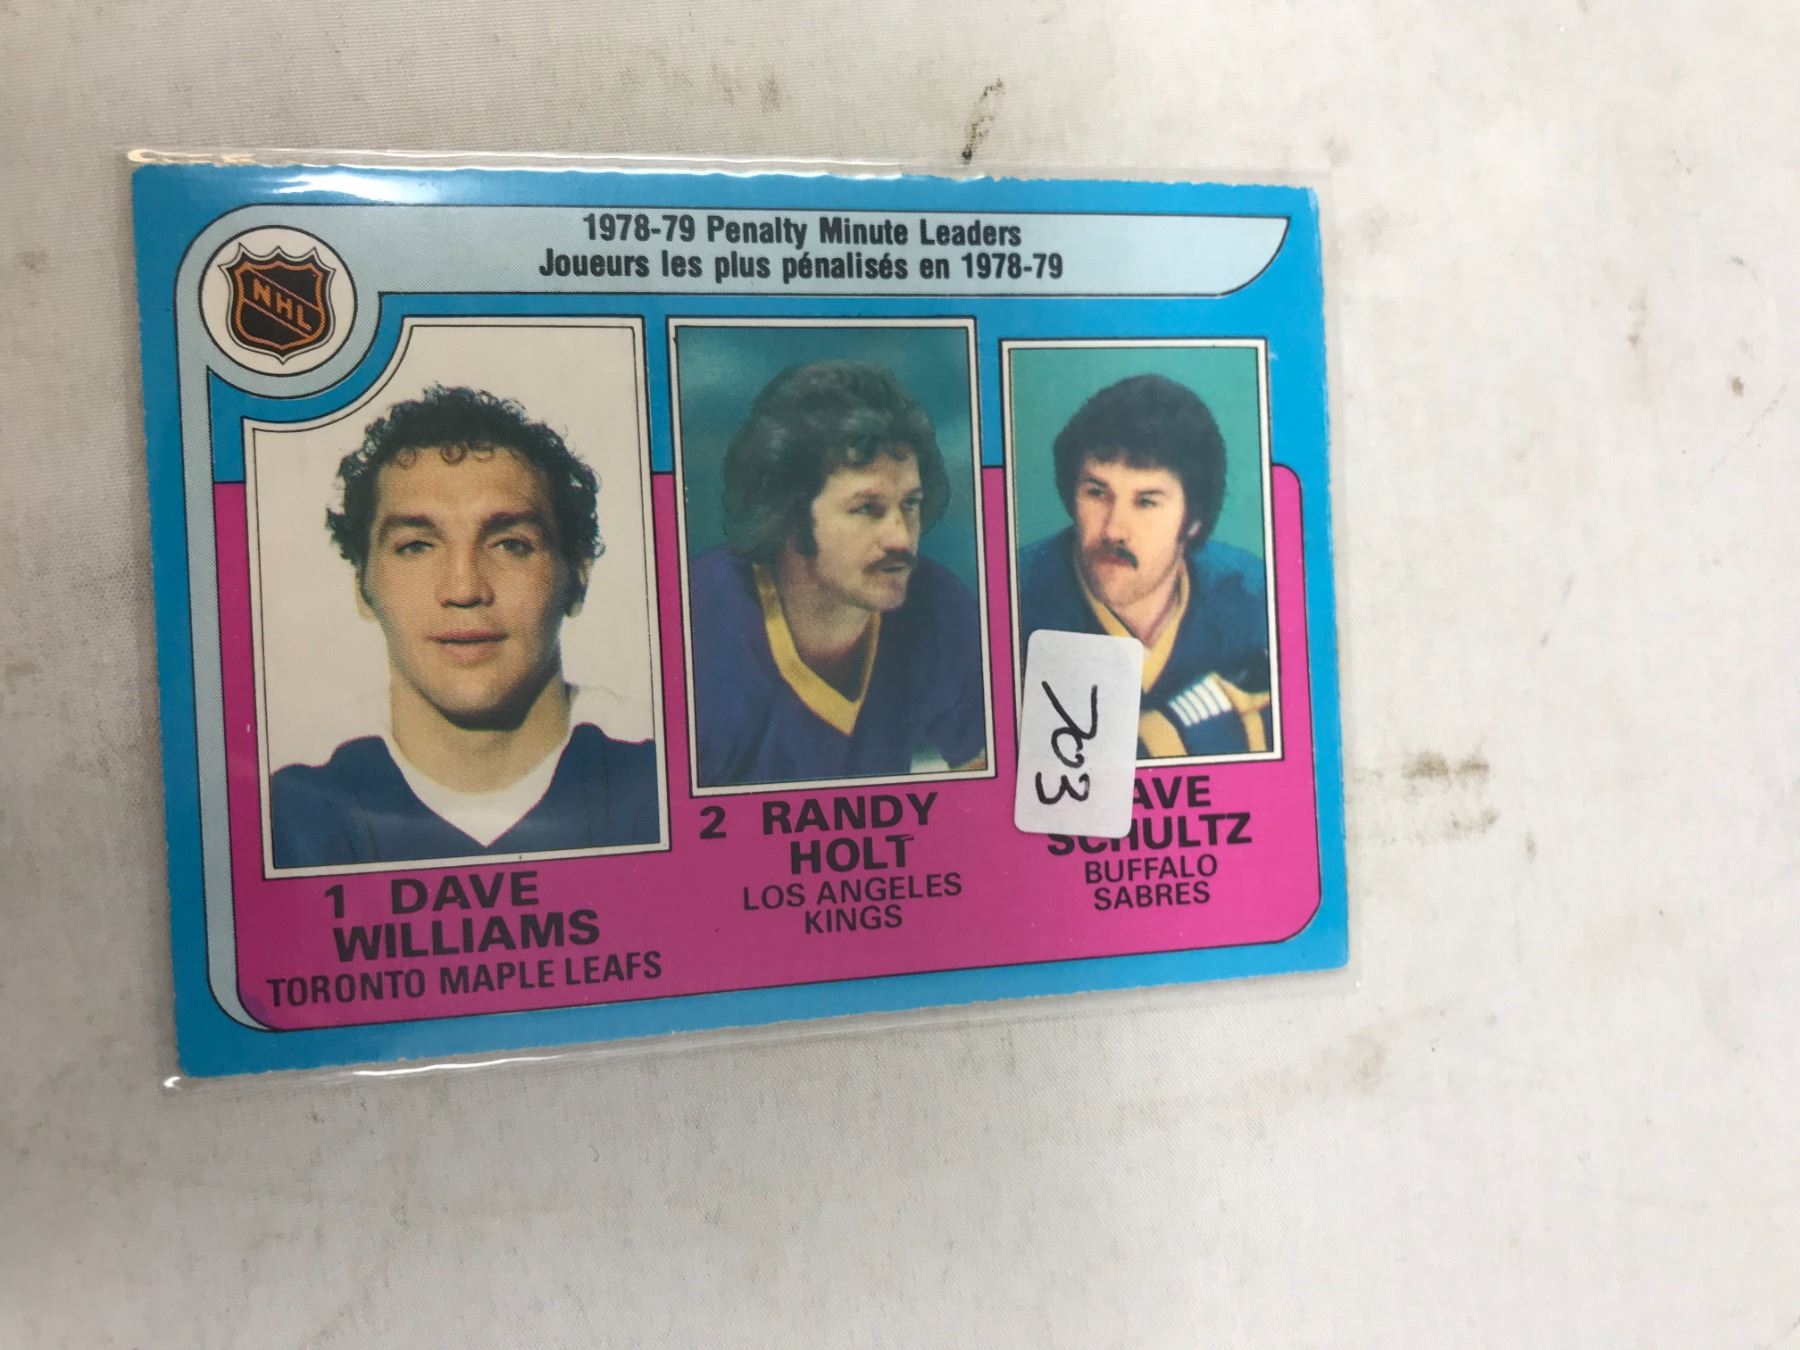 1978-79 Penalty Minute Leaders
Joueurs les plus pénalisés en 1978-79
NHL
1 DAVE
WILLIAMS
TORONTO MAPLE LEAFS
2 RANDY
HOLT
LOS ANGELES
KINGS
703
AVE
SCHULTZ
BUFFALO
SABRES